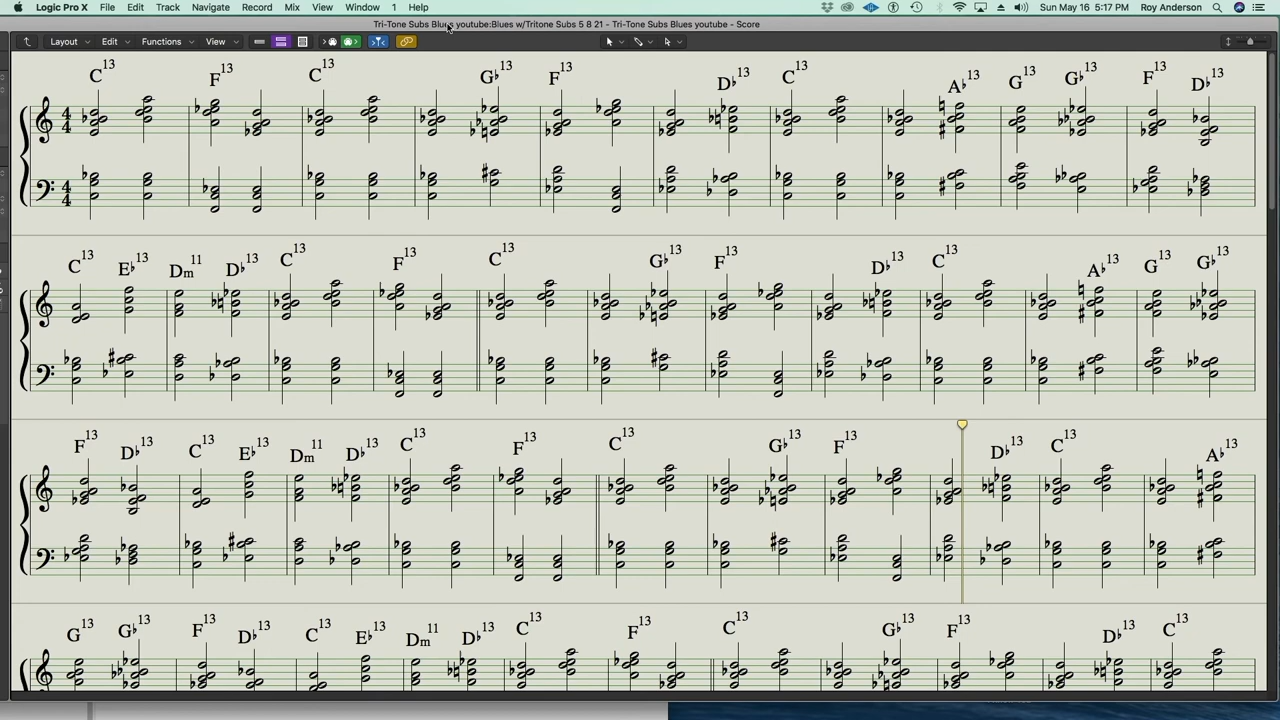 Logic Pro X File Edit Track Navigate Record Mix View Window 1 Help Sun May 16 5:17 PM Roy Anderson
Tri-Tone Subs Blues youtube:Blues w/Tritone Subs 5 8 21 - Tri-Tone Subs Blues youtube - Score
Layout Edit Functions View
C13 F13 C13 G♭13 F13 D♭13 C13 A♭13 G13 G♭13 F13 D♭13
4 4
4 4
C13 E♭13 Dm11 D♭13 C13 F13 C13 G♭13 F13 D♭13 C13 A♭13 G13 G♭13
F13 D♭13 C13 E♭13 Dm11 D♭13 C13 F13 C13 G♭13 F13 D♭13 C13 A♭13
G13 G♭13 F13 D♭13 C13 E♭13 Dm11 D♭13 C13 F13 C13 G♭13 F13 D♭13 C13